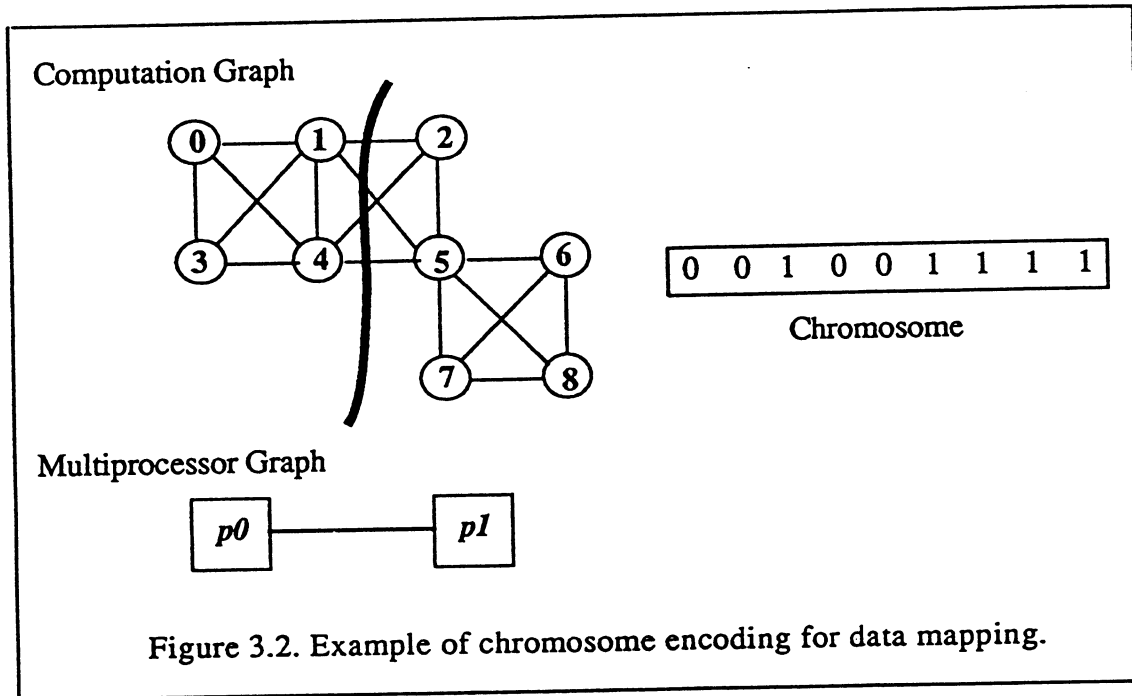 Computation Graph
0 1 2
3 4 5 6
7 8
0 0 1 0 0 1 1 1 1
Chromosome
Multiprocessor Graph
p0 p1
Figure 3.2. Example of chromosome encoding for data mapping.